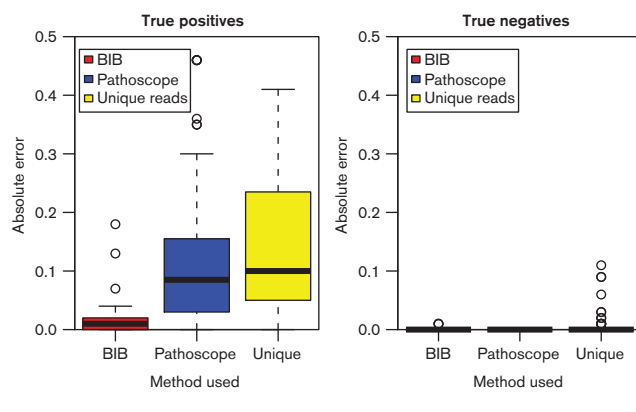 True positives
0.5
0.4
0.3
0.2
0.1
0.0
Absolute error
BIB
Pathoscope
Unique reads
BIB Pathoscope Unique
Method used
True negatives
0.5
0.4
0.3
0.2
0.1
0.0
Absolute error
BIB
Pathoscope
Unique reads
BIB Pathoscope Unique
Method used